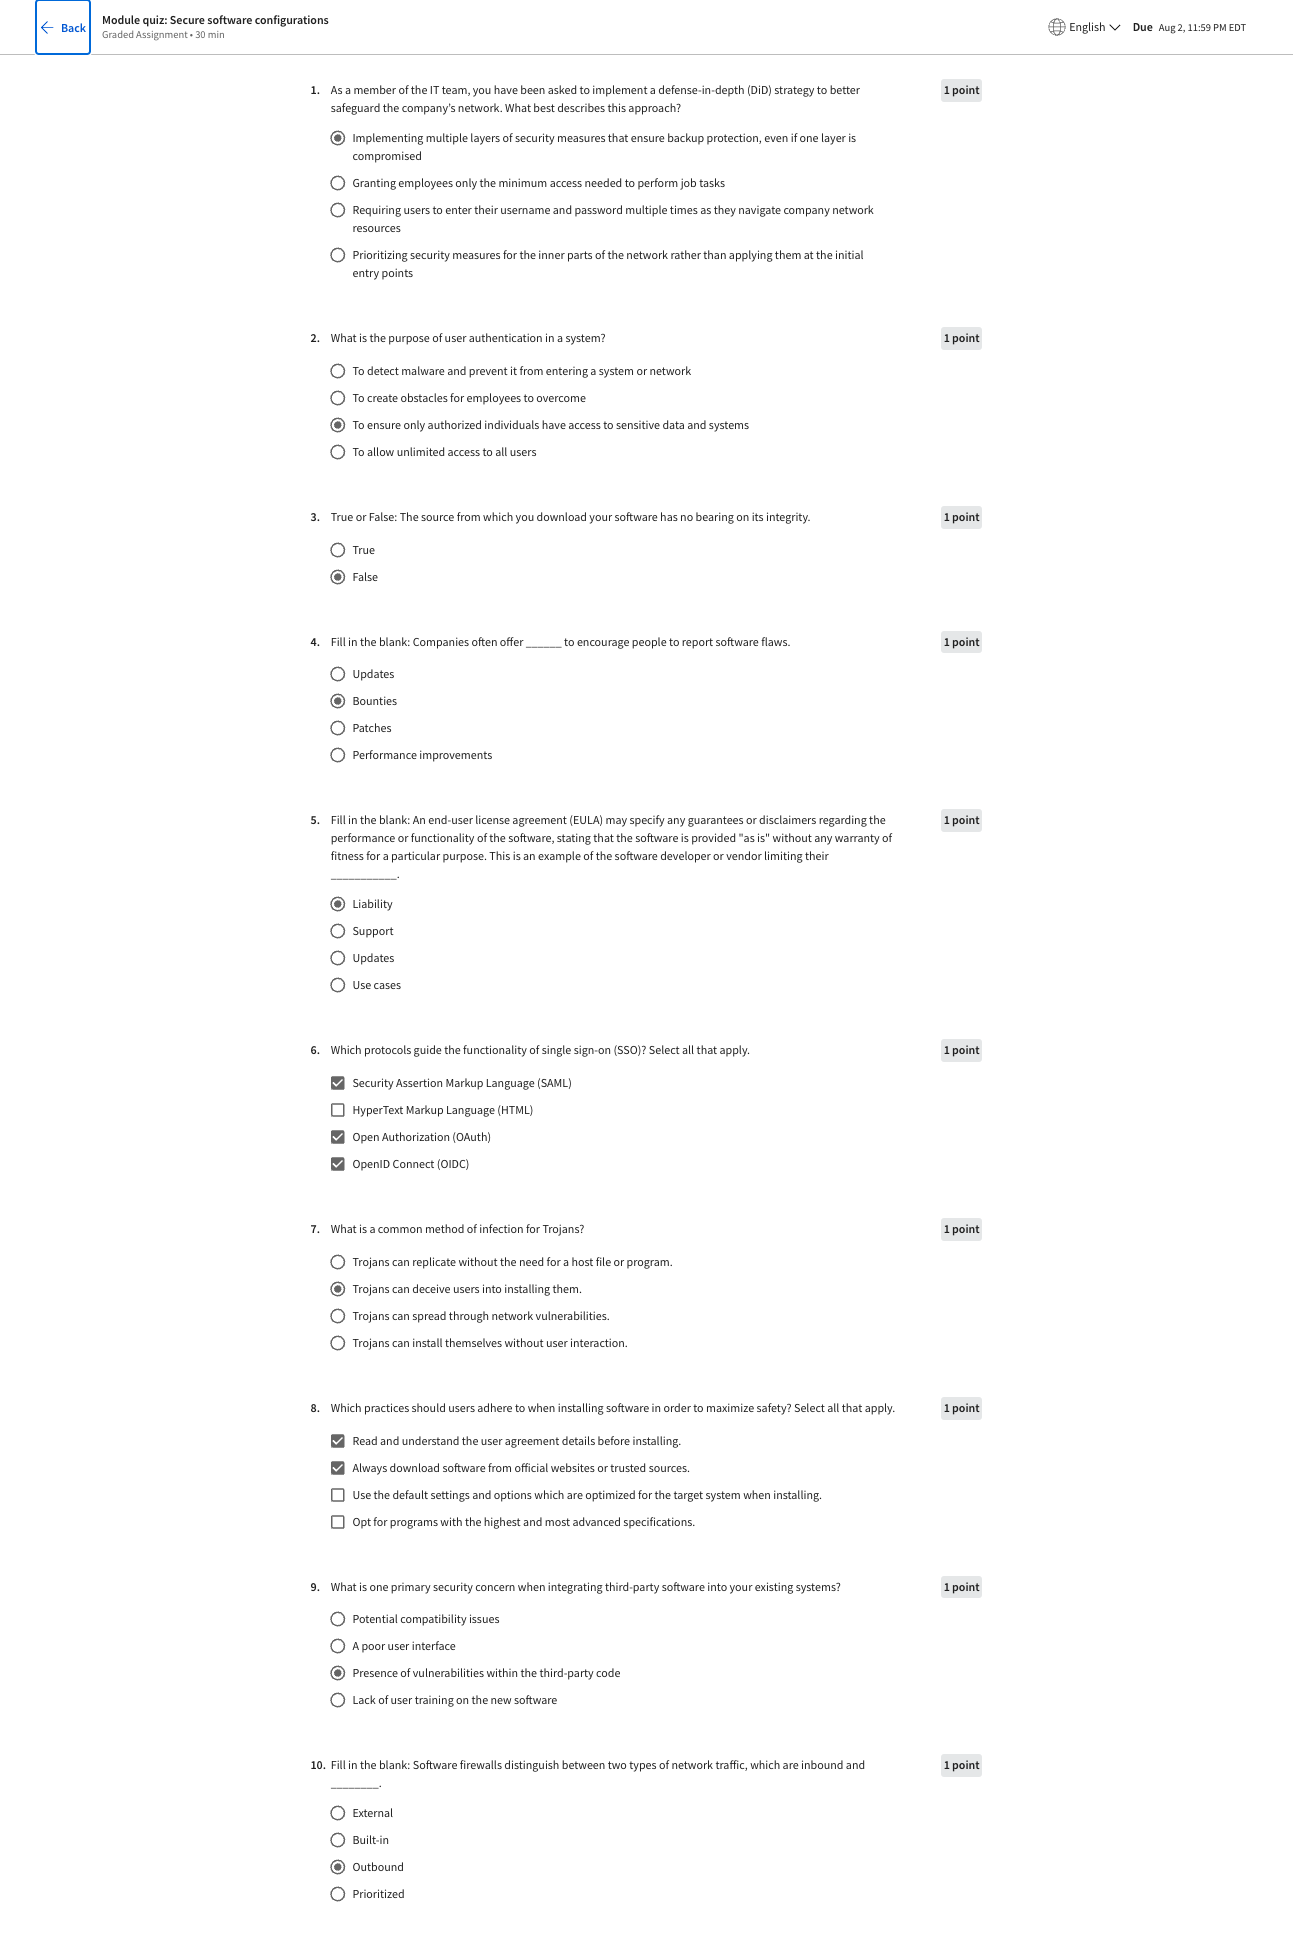 Back
Module quiz: Secure software configurations
Graded Assignment • 30 min
English
Due Aug 2, 11:59 PM EDT
1. As a member of the IT team, you have been asked to implement a defense-in-depth (DiD) strategy to better
safeguard the company’s network. What best describes this approach?
1 point
Implementing multiple layers of security measures that ensure backup protection, even if one layer is
compromised
Granting employees only the minimum access needed to perform job tasks
Requiring users to enter their username and password multiple times as they navigate company network
resources
Prioritizing security measures for the inner parts of the network rather than applying them at the initial
entry points
2. What is the purpose of user authentication in a system?
1 point
To detect malware and prevent it from entering a system or network
To create obstacles for employees to overcome
To ensure only authorized individuals have access to sensitive data and systems
To allow unlimited access to all users
3. True or False: The source from which you download your software has no bearing on its integrity.
1 point
True
False
4. Fill in the blank: Companies often offer ______ to encourage people to report software flaws.
1 point
Updates
Bounties
Patches
Performance improvements
5. Fill in the blank: An end-user license agreement (EULA) may specify any guarantees or disclaimers regarding the
performance or functionality of the software, stating that the software is provided "as is" without any warranty of
fitness for a particular purpose. This is an example of the software developer or vendor limiting their
___________.
1 point
Liability
Support
Updates
Use cases
6. Which protocols guide the functionality of single sign-on (SSO)? Select all that apply.
1 point
Security Assertion Markup Language (SAML)
HyperText Markup Language (HTML)
Open Authorization (OAuth)
OpenID Connect (OIDC)
7. What is a common method of infection for Trojans?
1 point
Trojans can replicate without the need for a host file or program.
Trojans can deceive users into installing them.
Trojans can spread through network vulnerabilities.
Trojans can install themselves without user interaction.
8. Which practices should users adhere to when installing software in order to maximize safety? Select all that apply.
1 point
Read and understand the user agreement details before installing.
Always download software from official websites or trusted sources.
Use the default settings and options which are optimized for the target system when installing.
Opt for programs with the highest and most advanced specifications.
9. What is one primary security concern when integrating third-party software into your existing systems?
1 point
Potential compatibility issues
A poor user interface
Presence of vulnerabilities within the third-party code
Lack of user training on the new software
10. Fill in the blank: Software firewalls distinguish between two types of network traffic, which are inbound and
________.
1 point
External
Built-in
Outbound
Prioritized